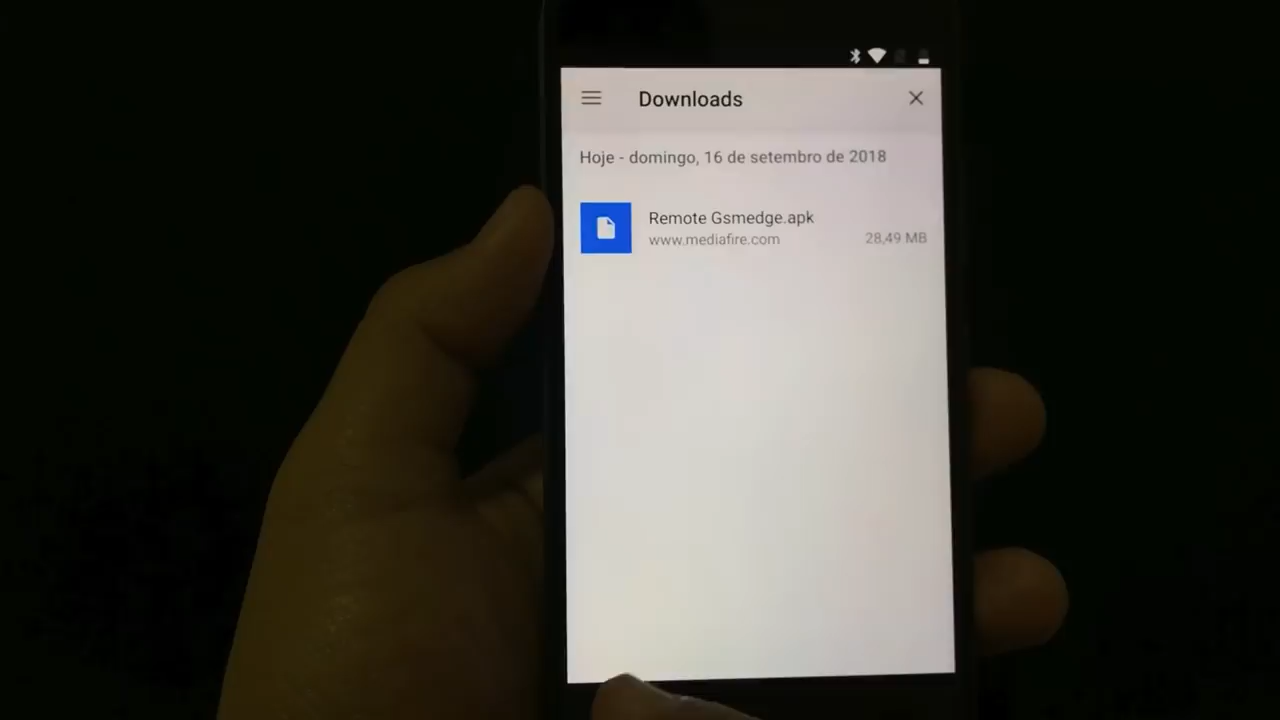 Downloads
Hoje - domingo, 16 de setembro de 2018
Remote Gsmedge.apk
www.mediafire.com 28,49 MB